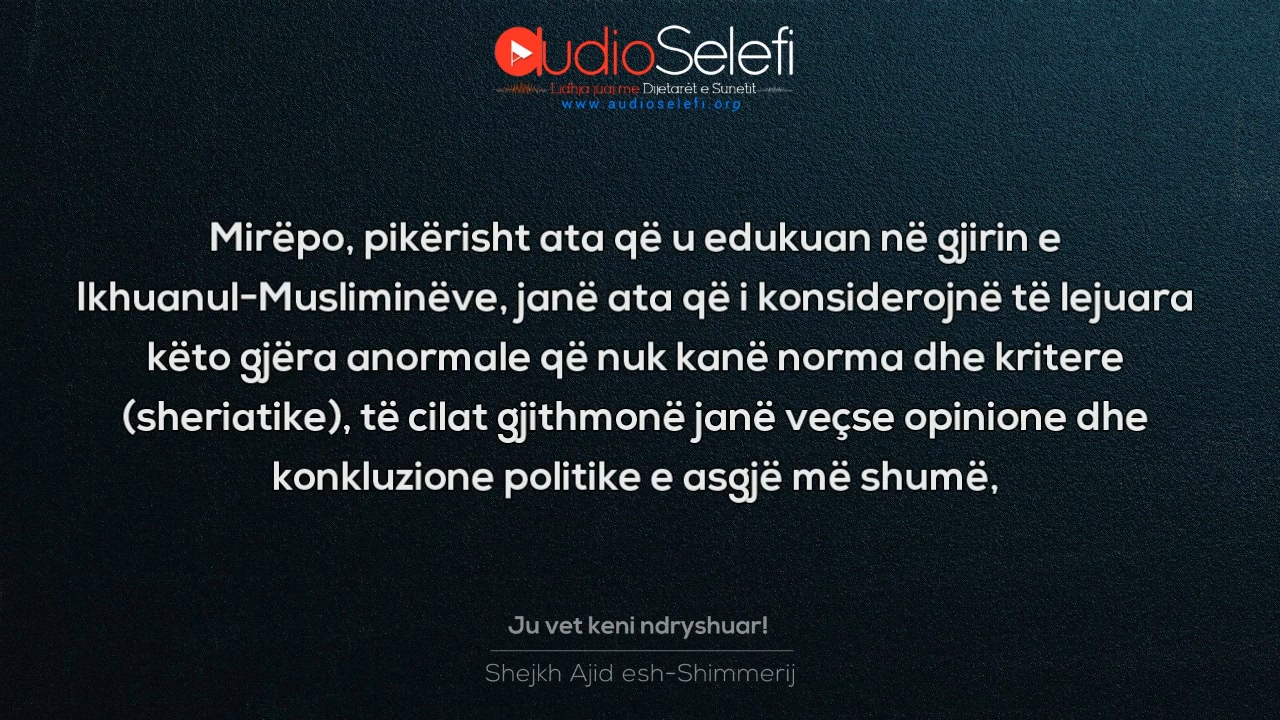 audioSelefi
Lidhja juaj me Dijetarët e Sunetit
www.audioselefi.org
Mirëpo, pikërisht ata që u edukuan në gjirin e
Ikhuanul-Musliminëve, janë ata që i konsiderojnë të lejuara
këto gjëra anormale që nuk kanë norma dhe kritere
(sheriatike), të cilat gjithmonë janë veçse opinione dhe
konkluzione politike e asgjë më shumë,
Ju vet keni ndryshuar!
Shejkh Ajid esh-Shimmerij